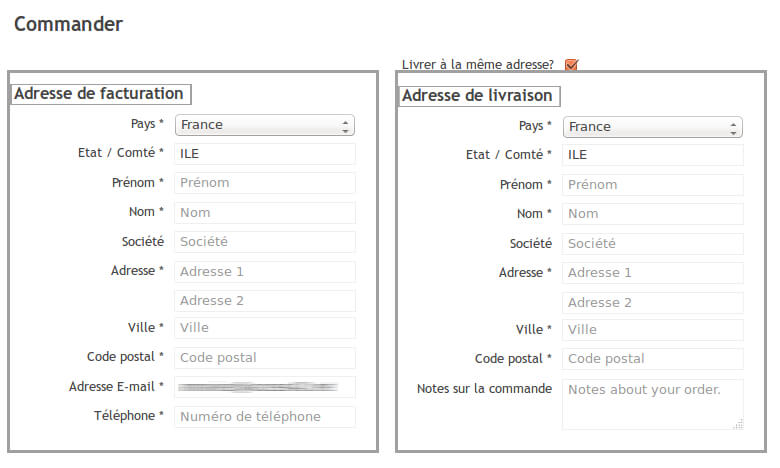 Commander
Livrer à la même adresse?
Adresse de facturation
Pays * France
Etat / Comté * ILE
Prénom * Prénom
Nom * Nom
Société Société
Adresse * Adresse 1
Adresse 2
Ville * Ville
Code postal * Code postal
Adresse E-mail *
Téléphone * Numéro de téléphone
Adresse de livraison
Pays * France
Etat / Comté * ILE
Prénom * Prénom
Nom * Nom
Société Société
Adresse * Adresse 1
Adresse 2
Ville * Ville
Code postal * Code postal
Notes sur la commande Notes about your order.